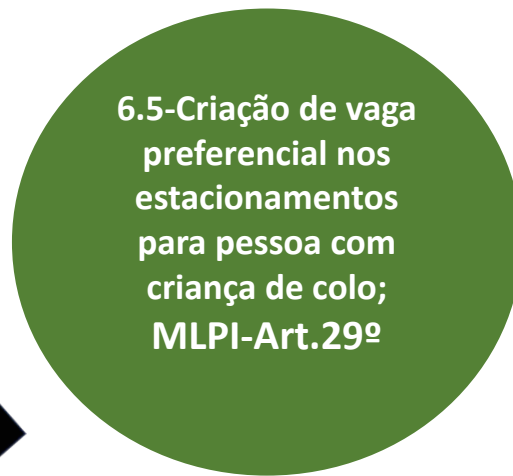 6.5-Criação de vaga
preferencial nos
estacionamentos
para pessoa com
criança de colo;
MLPI-Art.29º